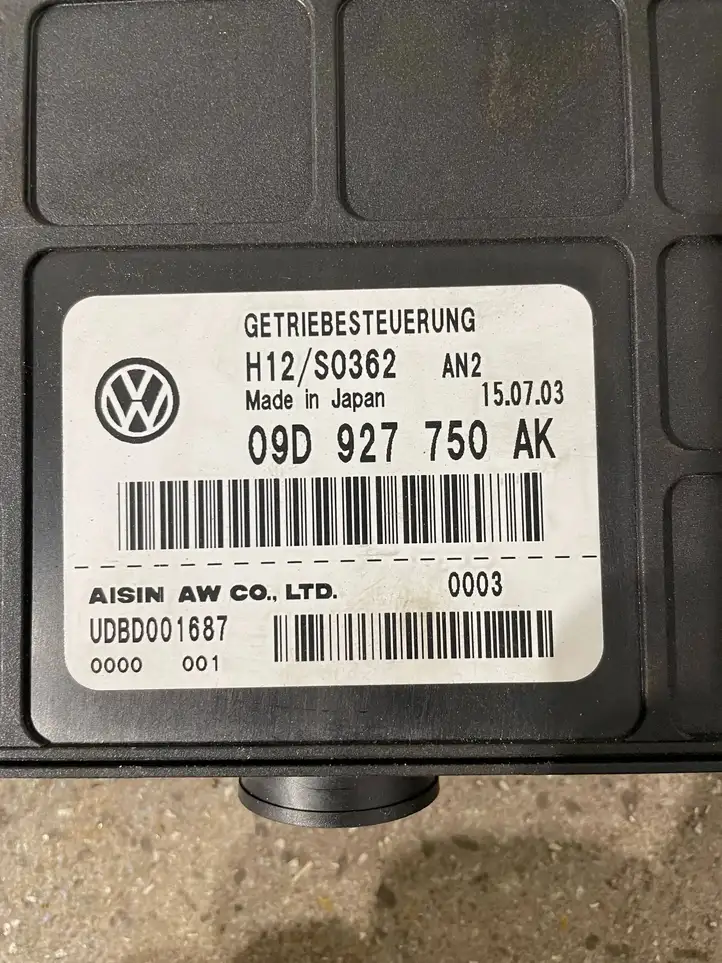 GETRIEBESTEUERUNG
H12/S0362 AN2
Made in Japan 15.07.03
09D 927 750 AK
AISIN AW CO., LTD. 0003
UDBD001687
0000 001